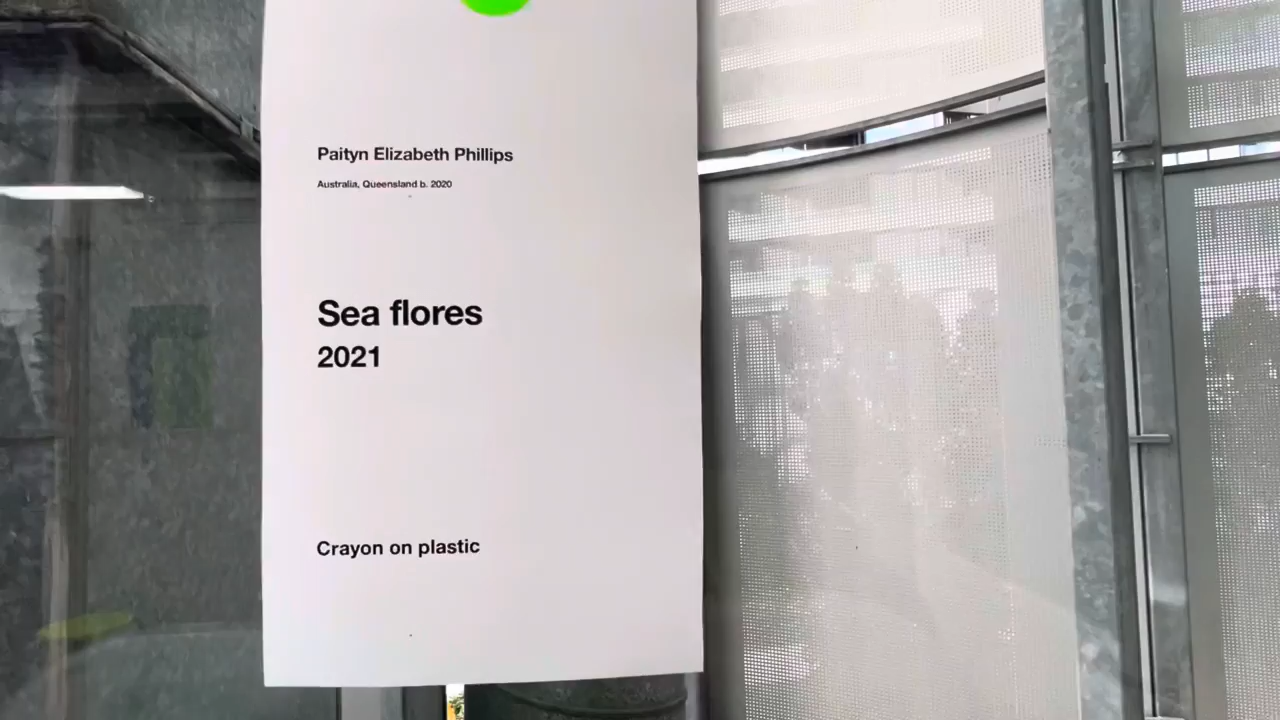 Paityn Elizabeth Phillips
Australia, Queensland b. 2020
Sea flores
2021
Crayon on plastic